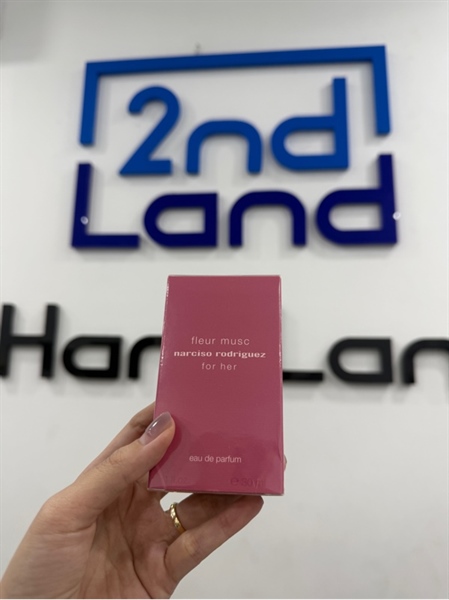 2nd
Land
fleur musc
narciso rodriguez
for her
eau de parfum